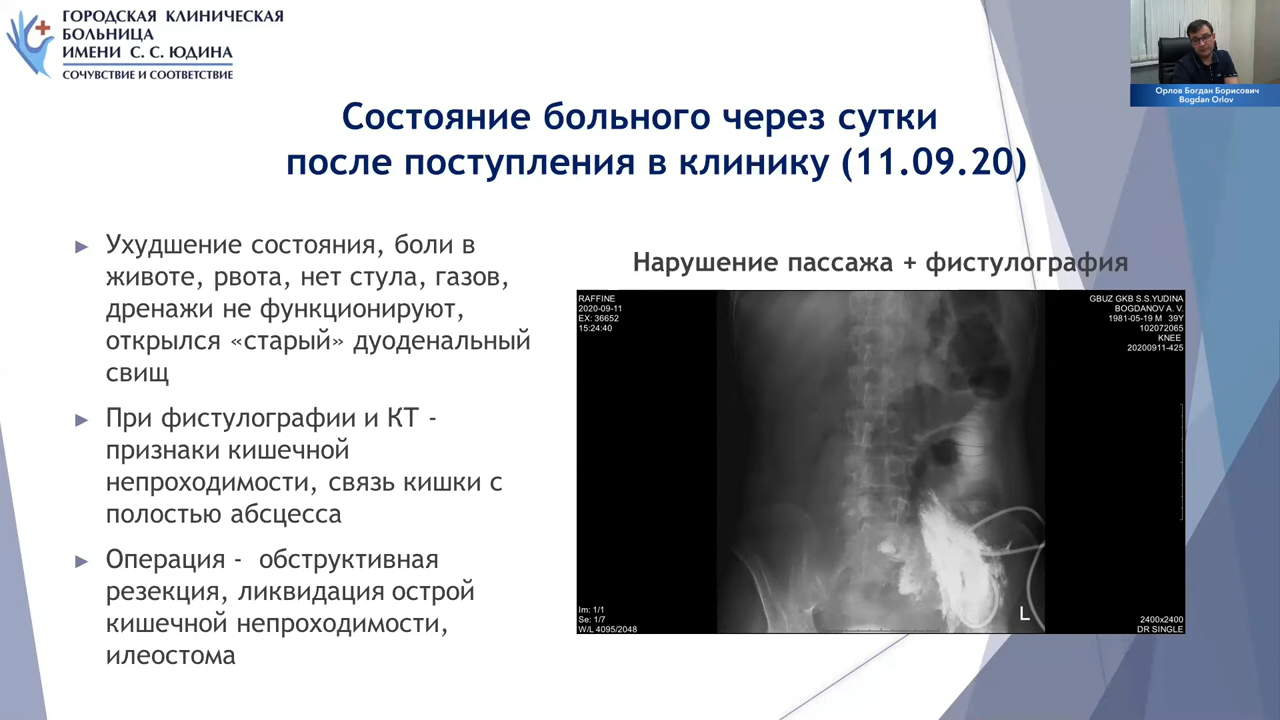 ГОРОДСКАЯ КЛИНИЧЕСКАЯ
БОЛЬНИЦА
ИМЕНИ С. С. ЮДИНА
СОЧУВСТВИЕ И СООТВЕТСТВИЕ
Орлов Богдан Борисович
Bogdan Orlov
Состояние больного через сутки
после поступления в клинику (11.09.20)
► Ухудшение состояния, боли в
животе, рвота, нет стула, газов,
дренажи не функционируют,
открылся «старый» дуоденальный
свищ
► При фистулографии и КТ -
признаки кишечной
непроходимости, связь кишки с
полостью абсцесса
► Операция - обструктивная
резекция, ликвидация острой
кишечной непроходимости,
илеостома
Нарушение пассажа + фистулография
RAFFINE
2020-09-11
EX: 36652
15:24:40
GBUZ GKB S.S.YUDINA
BOGDANOV A. V.
1981-05-19 M 39Y
102072065
KNEE
20200911-425
L
Im: 1/1
Se: 1/7
W/L 4095/2048
2400x2400
DR SINGLE